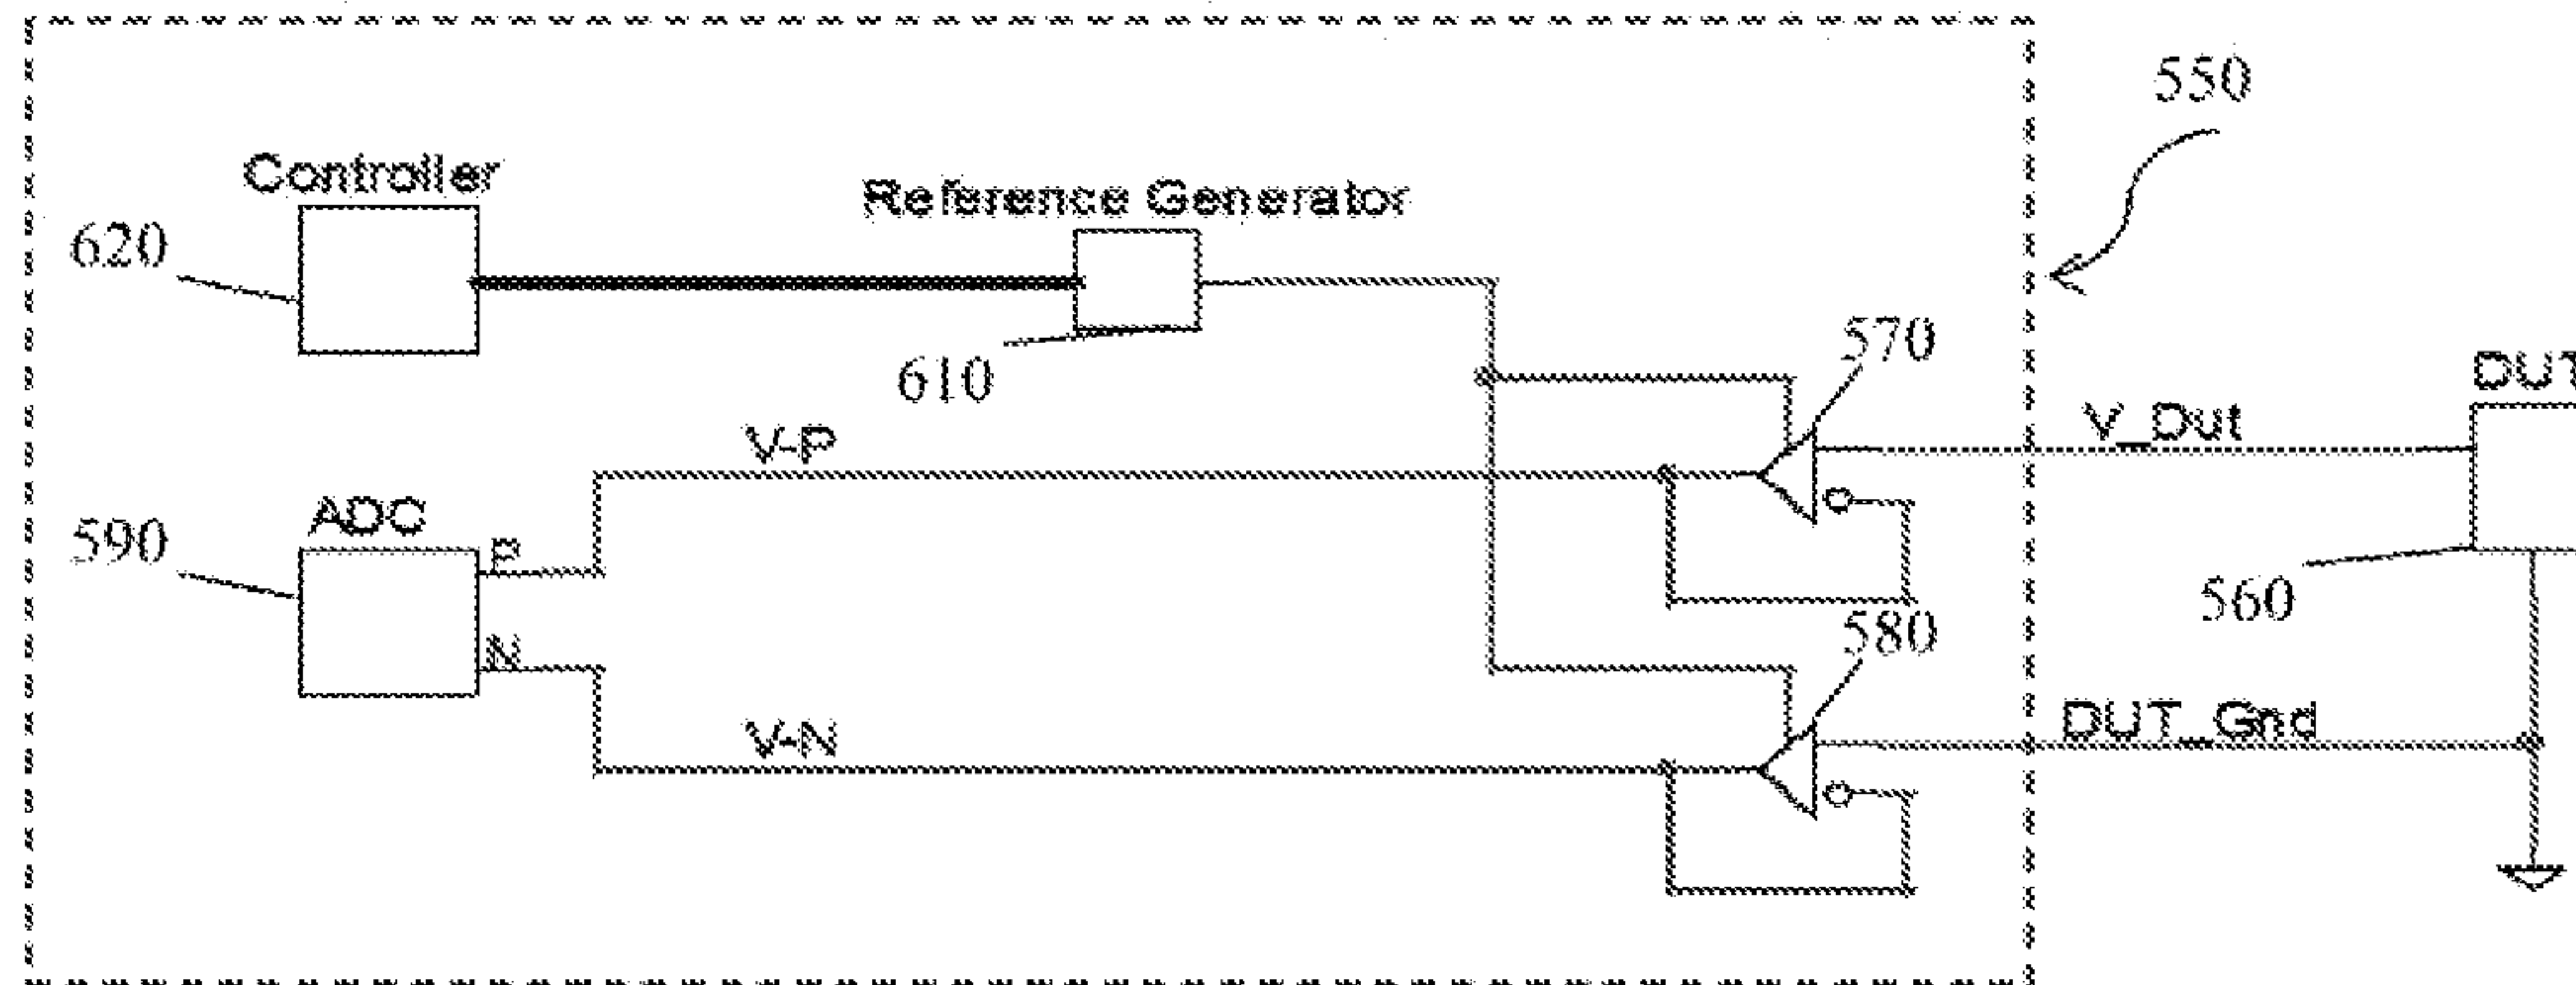 550
Controller
Reference Generator
620
570
610
DUT
V_Dut
V-P
ADC
590
P
560
580
N
DUT_Gnd
V-N